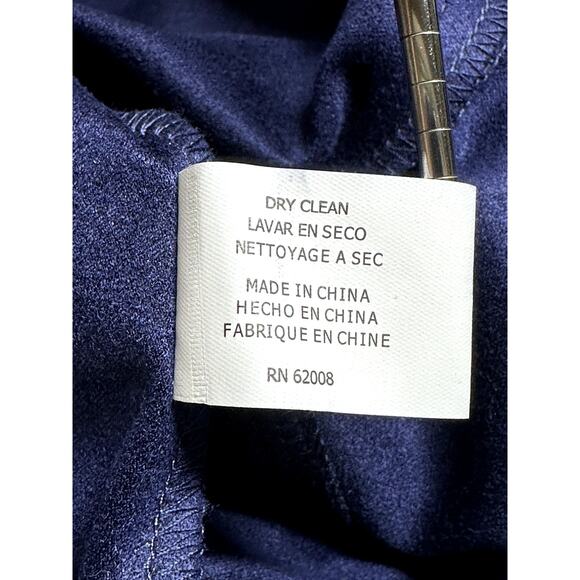 DRY CLEAN
LAVAR EN SECO
NETTOYAGE A SEC
MADE IN CHINA
HECHO EN CHINA
FABRIQUE EN CHINE
RN 62008